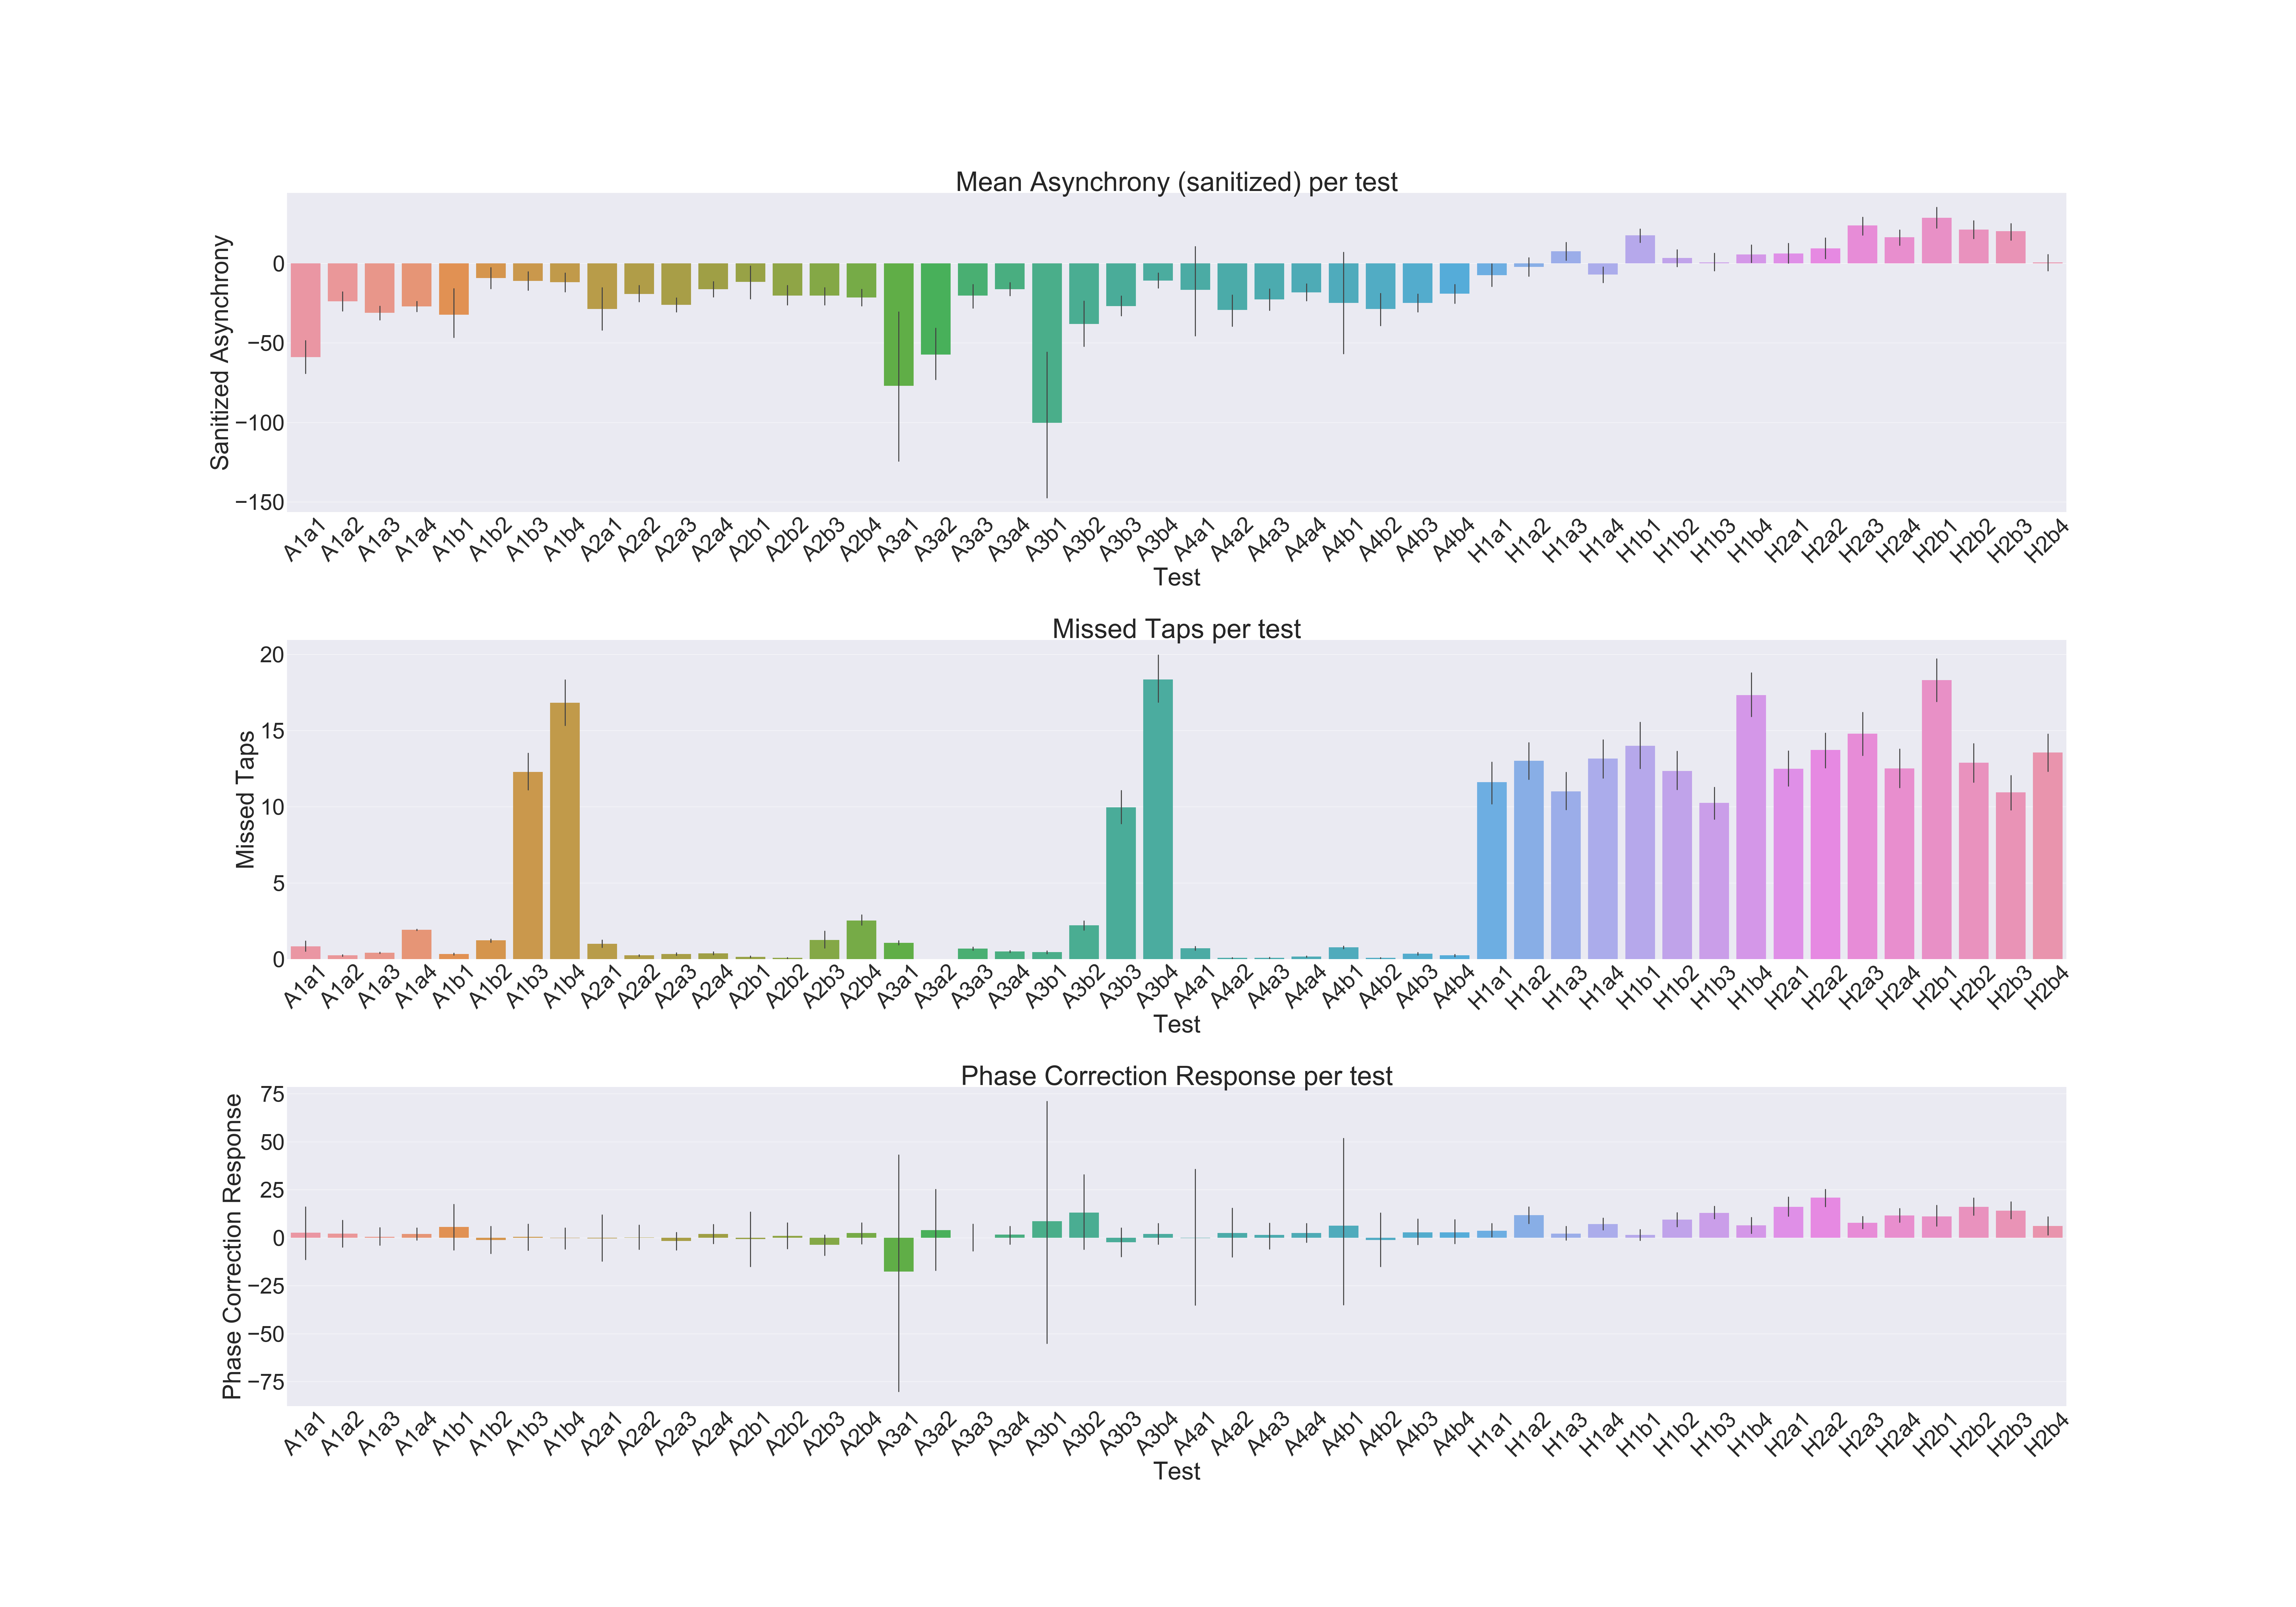 Mean Asynchrony (sanitized) per test
Sanitized Asynchrony
0
−50
−100
−150
A1a1 A1a2 A1a3 A1a4 A1b1 A1b2 A1b3 A1b4 A2a1 A2a2 A2a3 A2a4 A2b1 A2b2 A2b3 A2b4 A3a1 A3a2 A3a3 A3a4 A3b1 A3b2 A3b3 A3b4 A4a1 A4a2 A4a3 A4a4 A4b1 A4b2 A4b3 A4b4 H1a1 H1a2 H1a3 H1a4 H1b1 H1b2 H1b3 H1b4 H2a1 H2a2 H2a3 H2a4 H2b1 H2b2 H2b3 H2b4
Test
Missed Taps per test
Missed Taps
20
15
10
5
0
A1a1 A1a2 A1a3 A1a4 A1b1 A1b2 A1b3 A1b4 A2a1 A2a2 A2a3 A2a4 A2b1 A2b2 A2b3 A2b4 A3a1 A3a2 A3a3 A3a4 A3b1 A3b2 A3b3 A3b4 A4a1 A4a2 A4a3 A4a4 A4b1 A4b2 A4b3 A4b4 H1a1 H1a2 H1a3 H1a4 H1b1 H1b2 H1b3 H1b4 H2a1 H2a2 H2a3 H2a4 H2b1 H2b2 H2b3 H2b4
Test
Phase Correction Response per test
Phase Correction Response
75
50
25
0
−25
−50
−75
A1a1 A1a2 A1a3 A1a4 A1b1 A1b2 A1b3 A1b4 A2a1 A2a2 A2a3 A2a4 A2b1 A2b2 A2b3 A2b4 A3a1 A3a2 A3a3 A3a4 A3b1 A3b2 A3b3 A3b4 A4a1 A4a2 A4a3 A4a4 A4b1 A4b2 A4b3 A4b4 H1a1 H1a2 H1a3 H1a4 H1b1 H1b2 H1b3 H1b4 H2a1 H2a2 H2a3 H2a4 H2b1 H2b2 H2b3 H2b4
Test